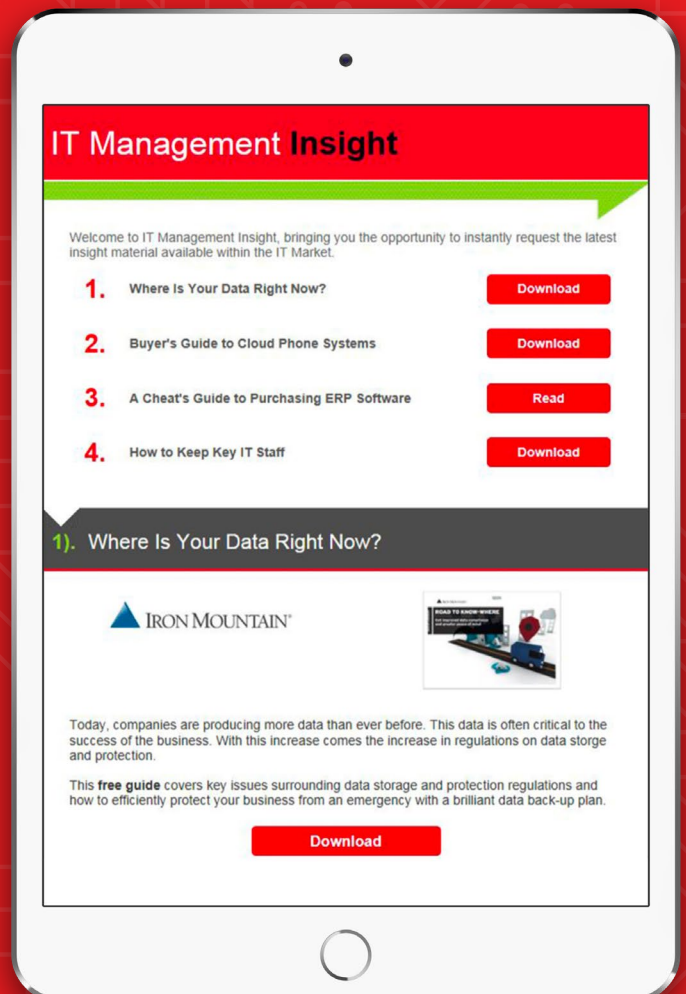 IT Management Insight
Welcome to IT Management Insight, bringing you the opportunity to instantly request the latest
insight material available within the IT Market.
1. Where Is Your Data Right Now? Download
2. Buyer's Guide to Cloud Phone Systems Download
3. A Cheat's Guide to Purchasing ERP Software Read
4. How to Keep Key IT Staff Download
1). Where Is Your Data Right Now?
IRON MOUNTAIN®
ROAD TO KNOW-WHERE
Today, companies are producing more data than ever before. This data is often critical to the
success of the business. With this increase comes the increase in regulations on data storge
and protection.
This free guide covers key issues surrounding data storage and protection regulations and
how to efficiently protect your business from an emergency with a brilliant data back-up plan.
Download